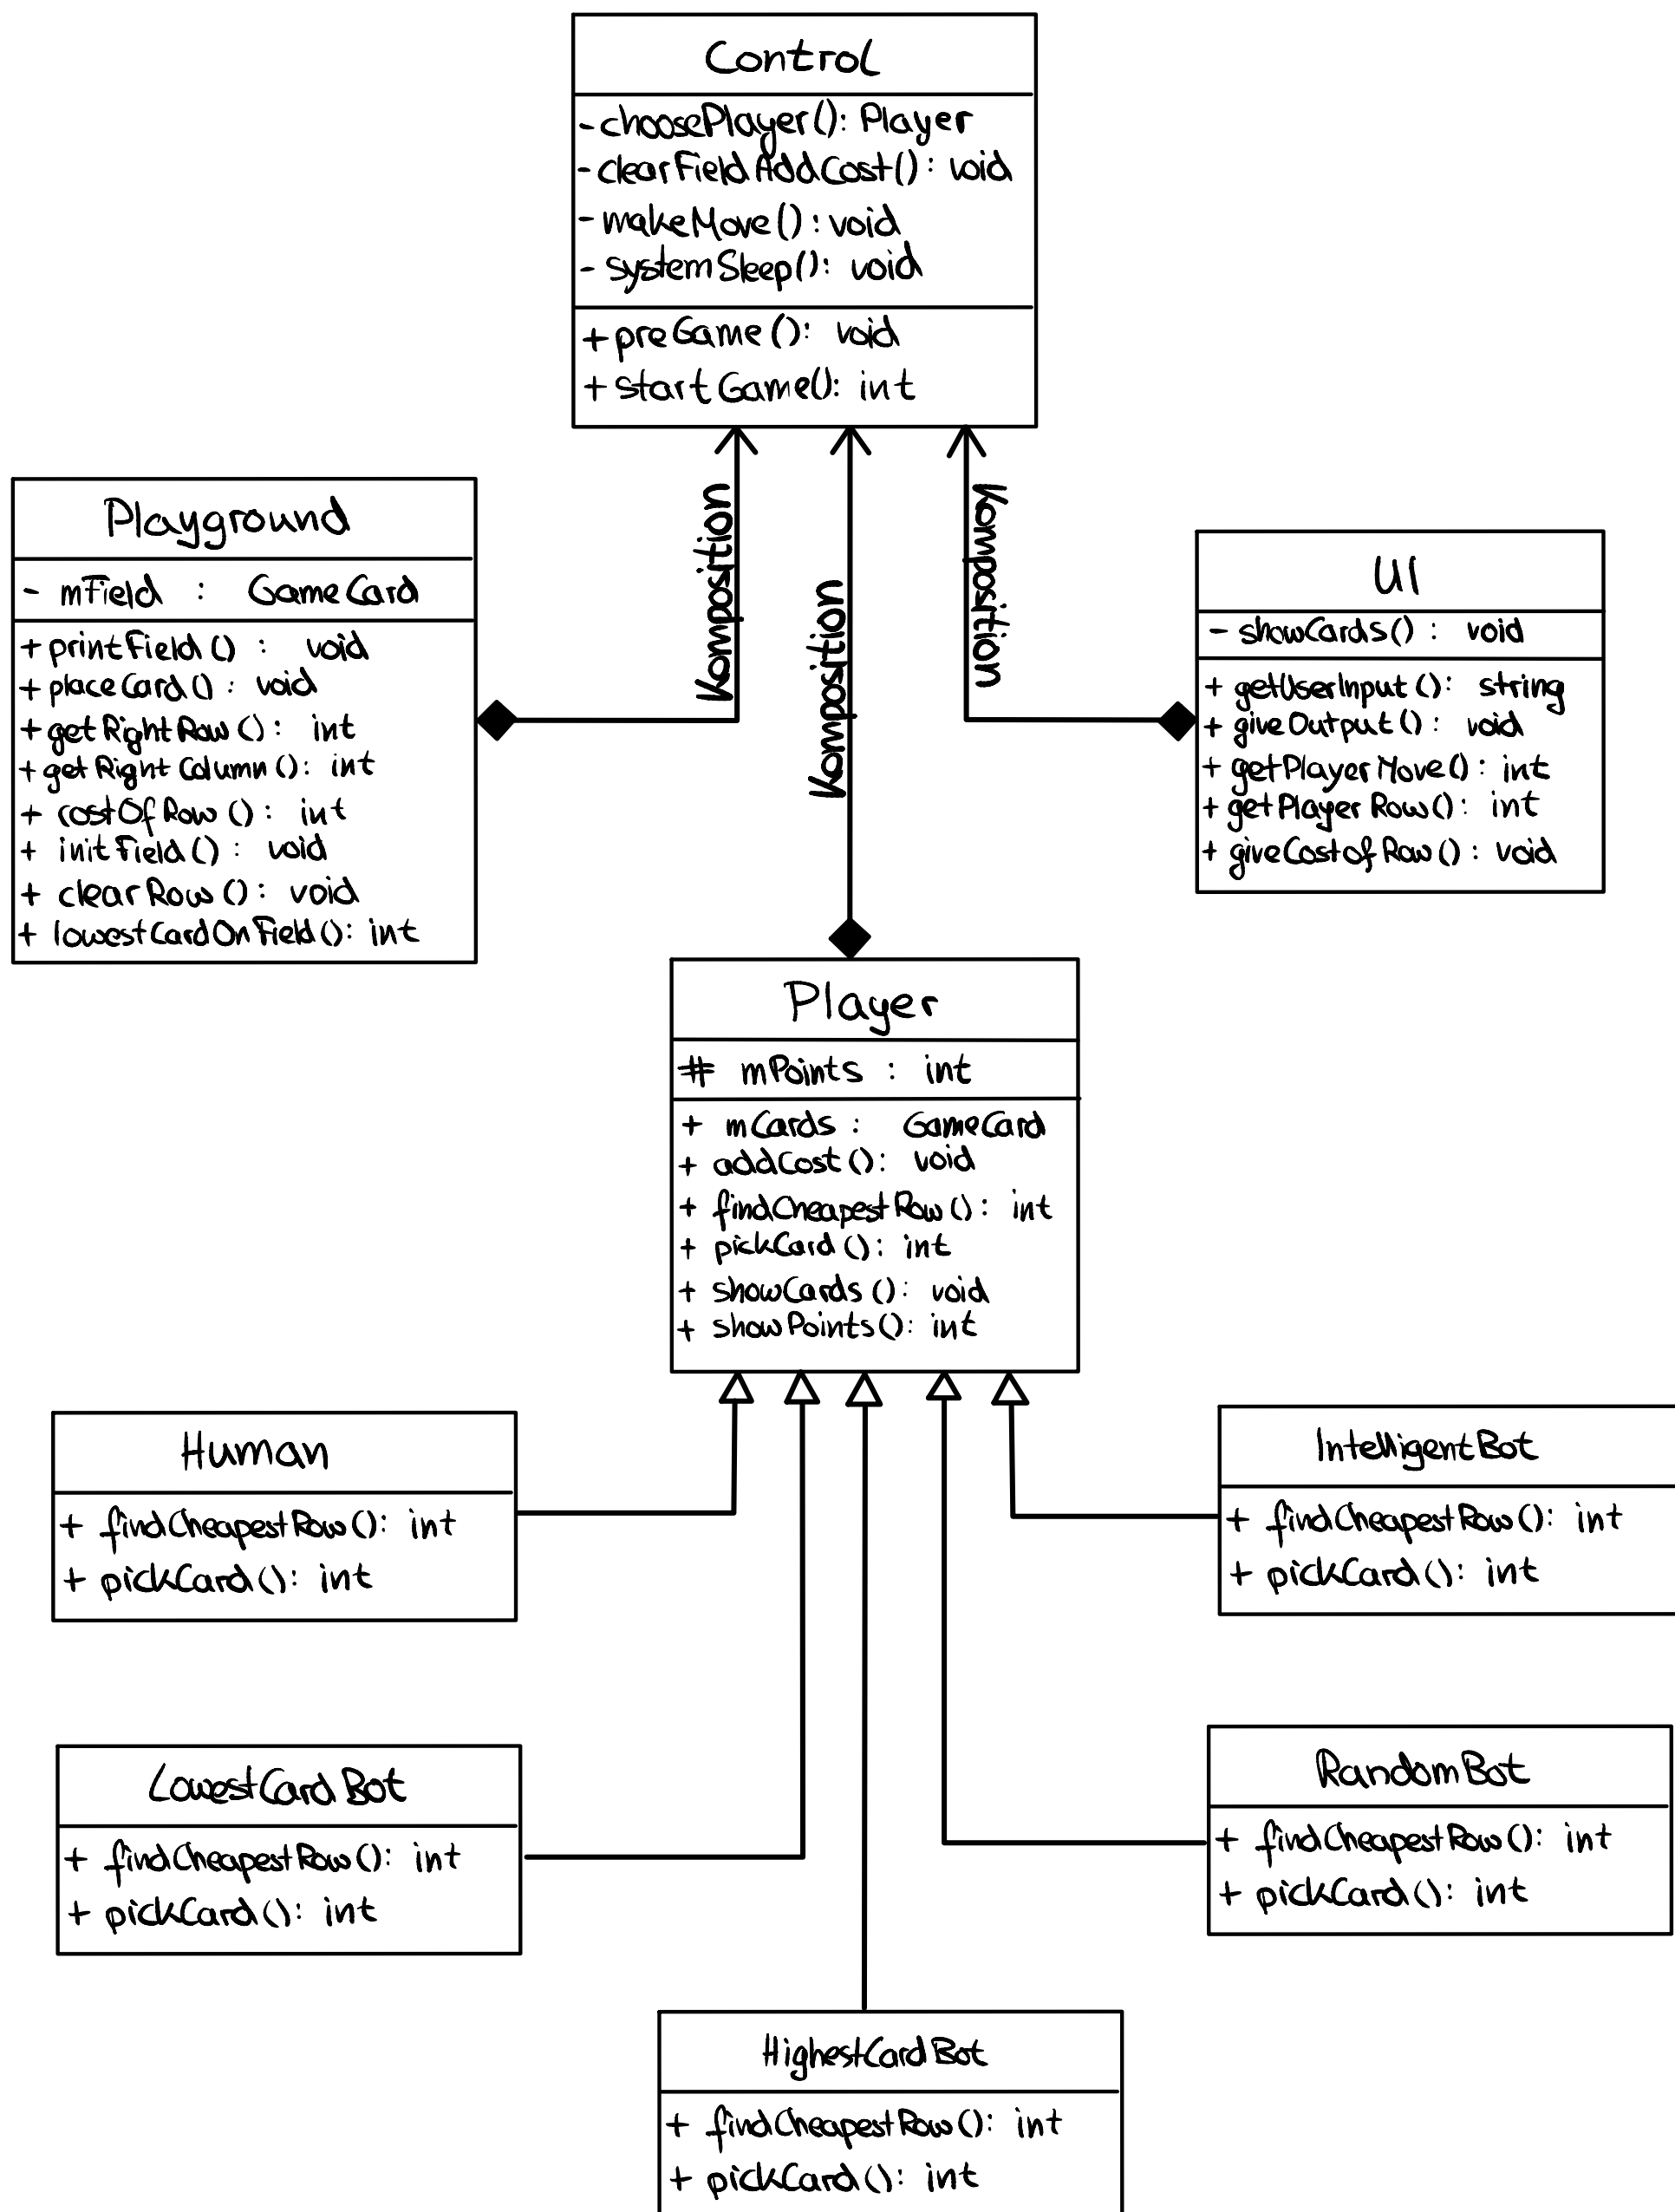 Control
- choosePlayer(): Player
- clearFieldAddCost(): void
- makeMove(): void
- systemSleep(): void
+ preGame(): void
+ startGame(): int
Komposition
Komposition
Komposition
Playground
- mField : GameCard
+ printField(): void
+ placeCard(): void
+ getRightRow(): int
+ getRightColumn(): int
+ costOfRow(): int
+ initField(): void
+ clearRow(): void
+ lowestCardOnField(): int
UI
- showCards(): void
+ getUserInput(): string
+ giveOutput(): void
+ getPlayerMove(): int
+ getPlayerRow(): int
+ giveCostofRow(): void
Player
# mPoints : int
+ mCards : GameCard
+ addCost(): void
+ findCheapestRow(): int
+ pickCard(): int
+ showCards(): void
+ showPoints(): int
Human
+ findCheapestRow(): int
+ pickCard(): int
IntelligentBot
+ findCheapestRow(): int
+ pickCard(): int
LowestCardBot
+ findCheapestRow(): int
+ pickCard(): int
RandomBot
+ findCheapestRow(): int
+ pickCard(): int
HighestCardBot
+ findCheapestRow(): int
+ pickCard(): int